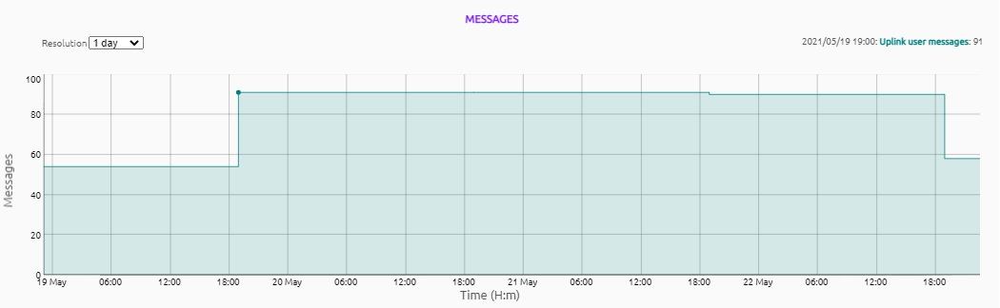 MESSAGES
Resolution 1 day
2021/05/19 19:00: Uplink user messages: 91
100
80
60
40
20
0
Messages
19 May 06:00 12:00 18:00 20 May 06:00 12:00 18:00 21 May 06:00 12:00 18:00 22 May 06:00 12:00 18:00
Time (H:m)